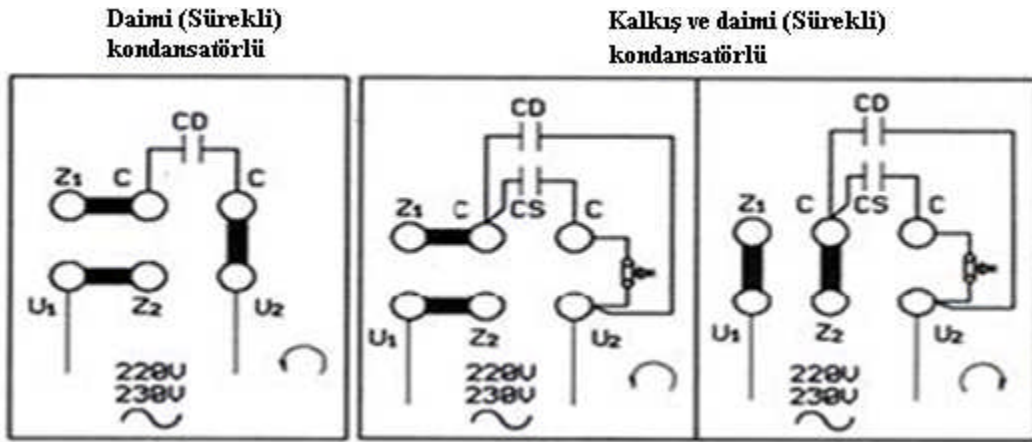 Daimi (Sürekli)
kondansatörlü
CD
Z1 C C
U1 Z2 U2
220V
230V
Kalkış ve daimi (Sürekli)
kondansatörlü
CD
Z1 C CS C
U1 Z2 U2
220V
230V
CD
Z1 C CS C
U1 Z2 U2
220V
230V